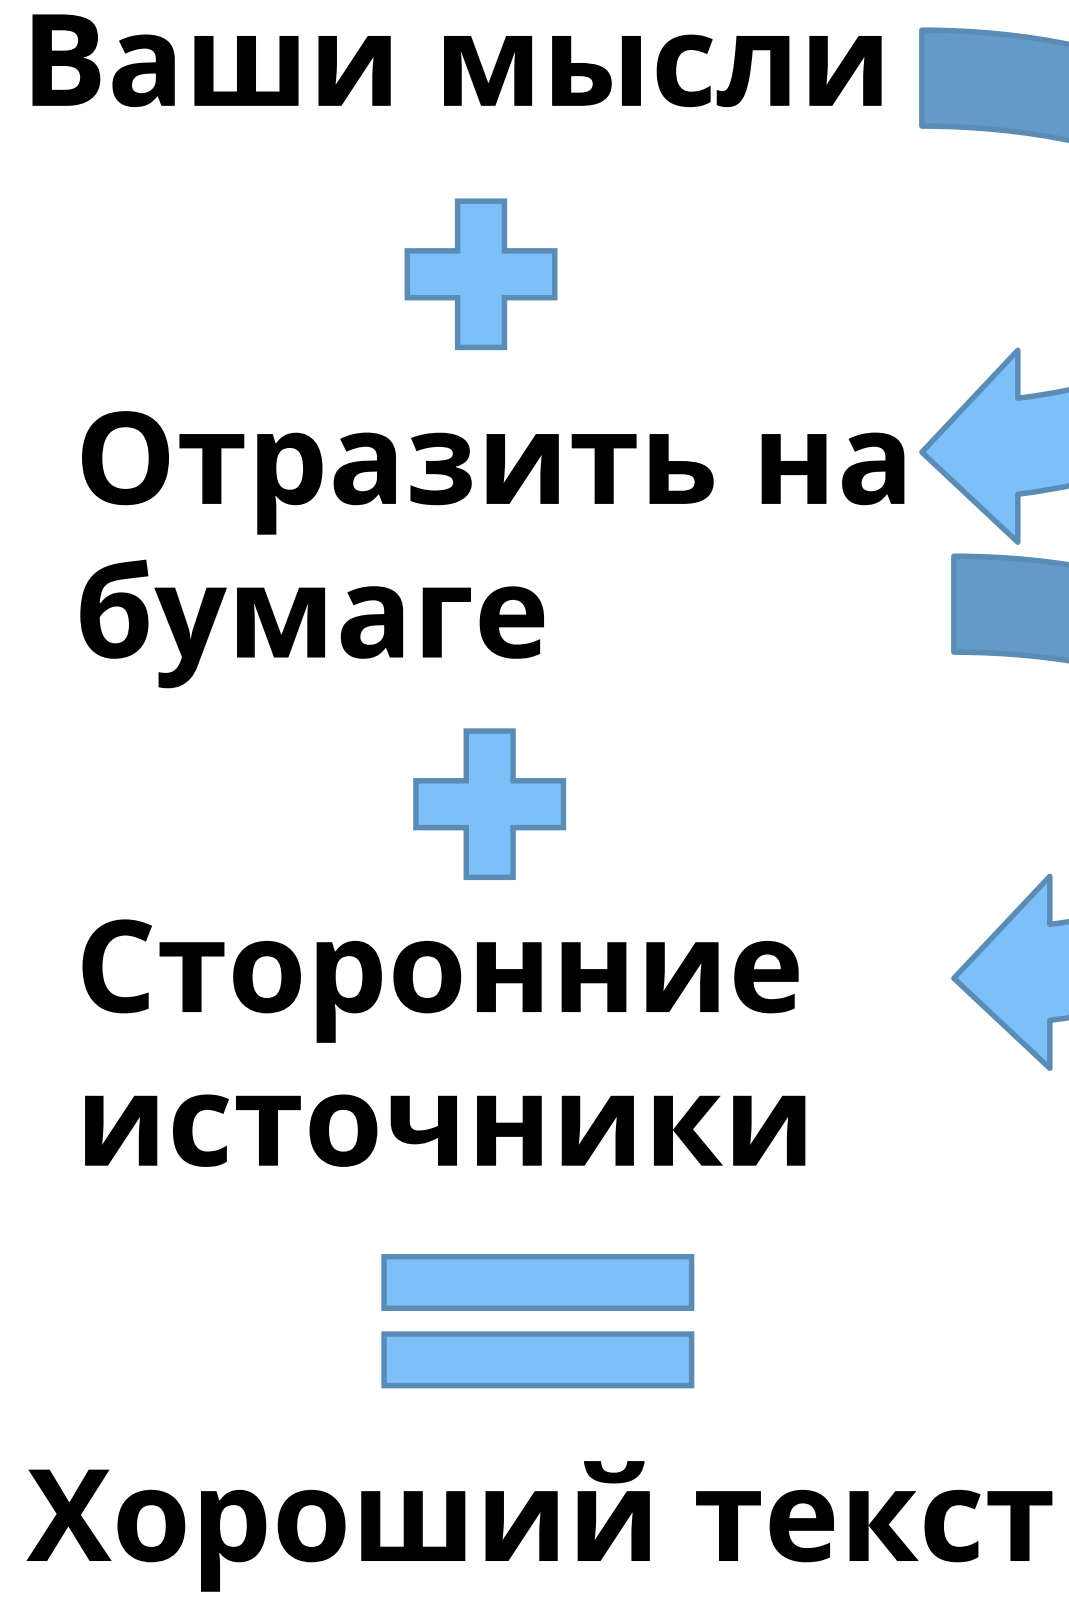 Ваши мысли
Отразить на
бумаге
Сторонние
источники
Хороший текст